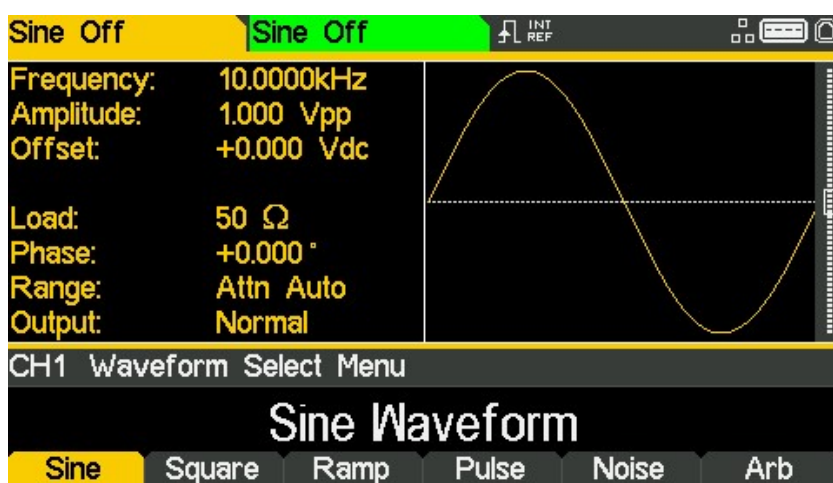 Sine Off Sine Off INT
REF
Frequency: 10.0000kHz
Amplitude: 1.000 Vpp
Offset: +0.000 Vdc
Load: 50 Ω
Phase: +0.000 °
Range: Attn Auto
Output: Normal
CH1 Waveform Select Menu
Sine Waveform
Sine Square Ramp Pulse Noise Arb